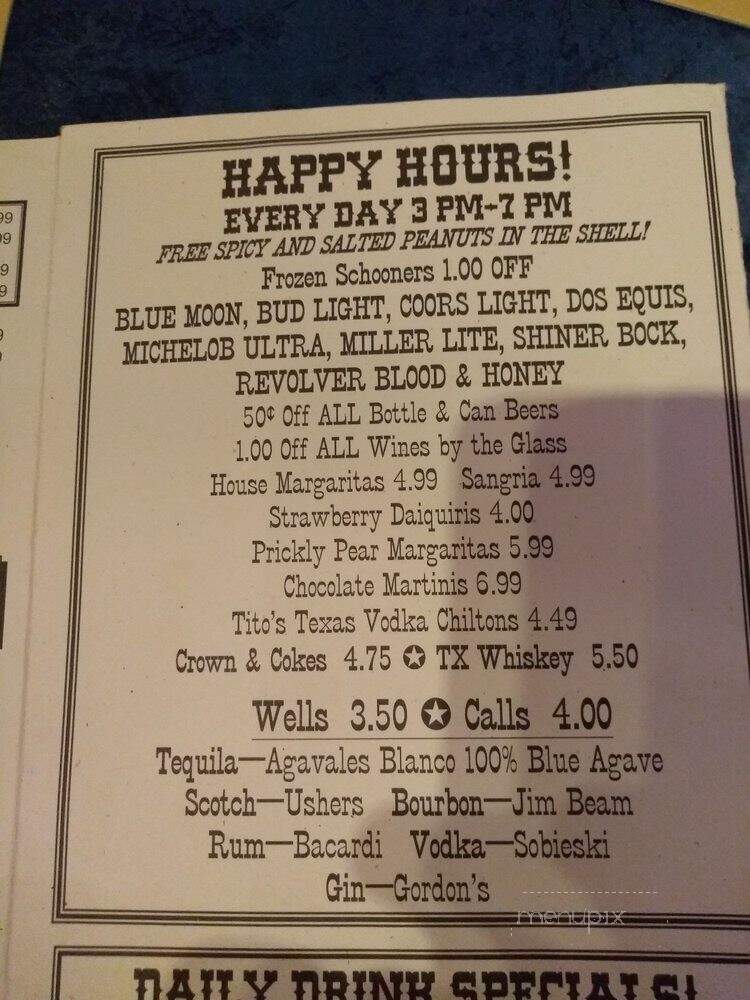 HAPPY HOURS!
EVERY DAY 3 PM-7 PM
FREE SPICY AND SALTED PEANUTS IN THE SHELL!
Frozen Schooners 1.00 OFF
BLUE MOON, BUD LIGHT, COORS LIGHT, DOS EQUIS,
MICHELOB ULTRA, MILLER LITE, SHINER BOCK,
REVOLVER BLOOD & HONEY
50¢ Off ALL Bottle & Can Beers
1.00 Off ALL Wines by the Glass
House Margaritas 4.99 Sangria 4.99
Strawberry Daiquiris 4.00
Prickly Pear Margaritas 5.99
Chocolate Martinis 6.99
Tito's Texas Vodka Chiltons 4.49
Crown & Cokes 4.75 ✪ TX Whiskey 5.50
Wells 3.50 ✪ Calls 4.00
Tequila—Agavales Blanco 100% Blue Agave
Scotch—Ushers Bourbon—Jim Beam
Rum—Bacardi Vodka—Sobieski
Gin—Gordon's
menupix
DAILY DRINK SPECIALS!